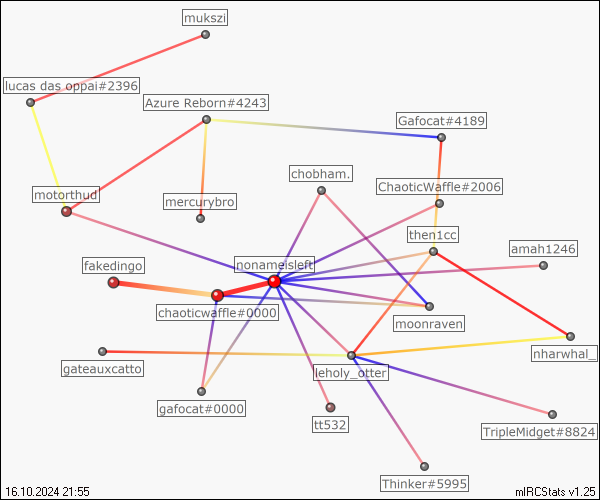 mukszi
lucas das oppai#2396
Azure Reborn#4243
Gafocat#4189
chobham.
ChaoticWaffle#2006
motorthud
mercurybro
then1cc
amah1246
nonameisleft
fakedingo
chaoticwaffle#0000
moonraven
nharwhal_
gateauxcatto
leholy_otter
gafocat#0000
tt532
TripleMidget#8824
Thinker#5995
16.10.2024 21:55
mIRCStats v1.25